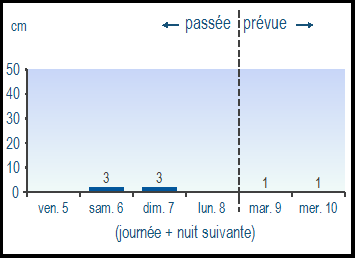 passée prévue
cm
50
40
30
20
10
0
3 3 1 1
ven. 5 sam. 6 dim. 7 lun. 8 mar. 9 mer. 10
(journée + nuit suivante)